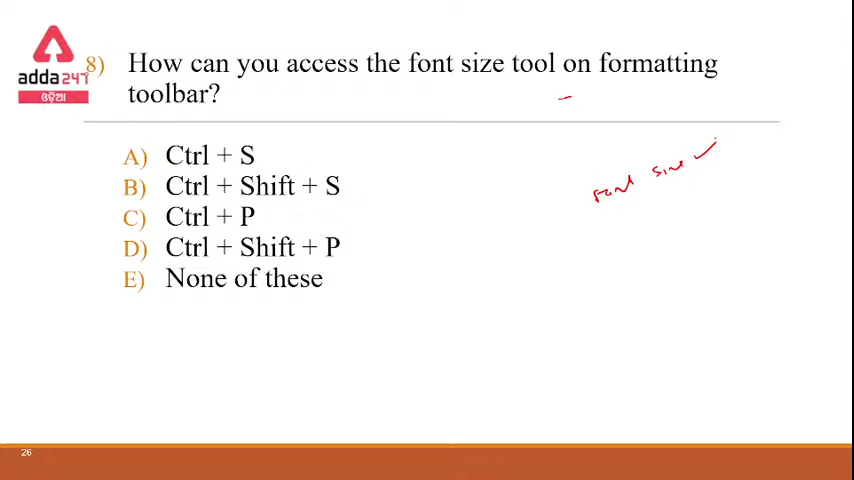 adda247
ଓଡ଼ିଆ
8) How can you access the font size tool on formatting
toolbar?
A) Ctrl + S
B) Ctrl + Shift + S
C) Ctrl + P
D) Ctrl + Shift + P
E) None of these
Font size
26